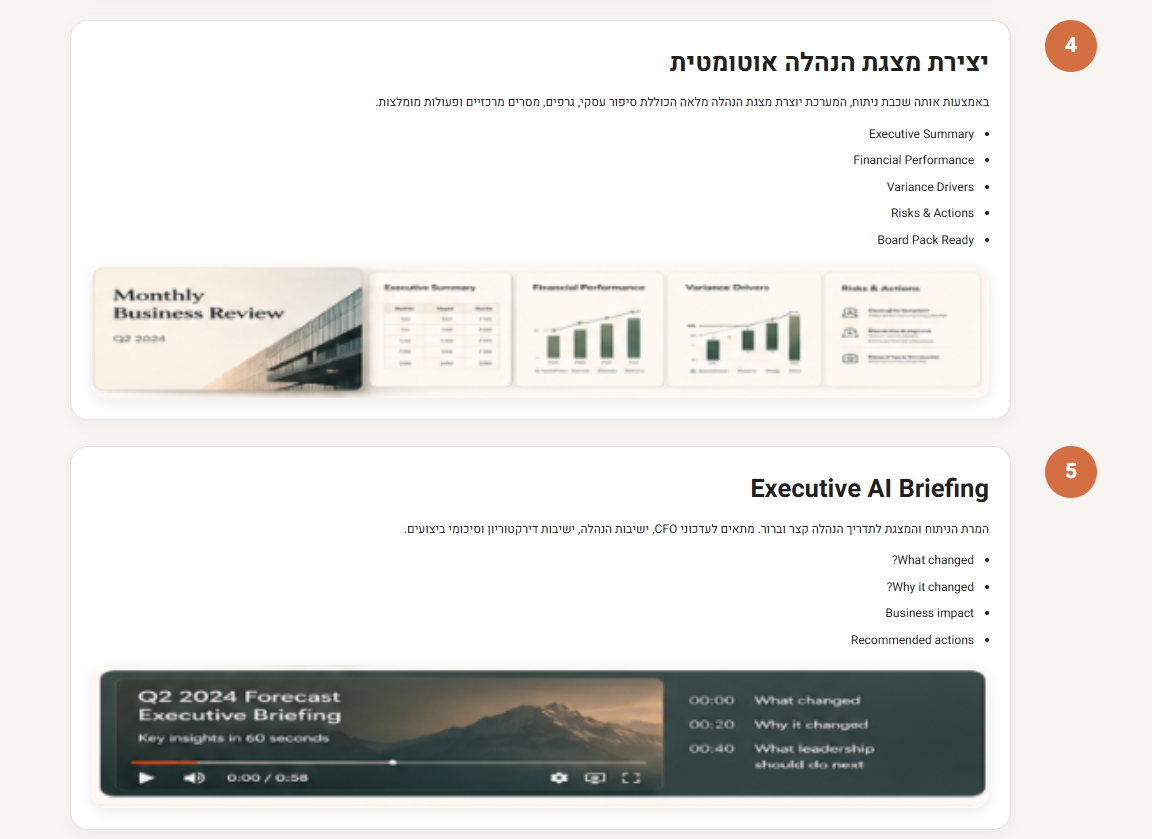 4
יצירת מצגת הנהלה אוטומטית
באמצעות אותה שכבת ניתוח, המערכת יוצרת מצגת הנהלה מלאה הכוללת סיפור עסקי, גרפים, מסרים מרכזיים ופעולות מומלצות.
Executive Summary
Financial Performance
Variance Drivers
Risks & Actions
Board Pack Ready
Monthly
Business Review
Q2 2024
Executive Summary
Financial Performance
Variance Drivers
Risks & Actions
5
Executive AI Briefing
המרת הניתוח והמצגת לתדריך הנהלה קצר וברור. מתאים לעדכוני CFO, ישיבות הנהלה, ישיבות דירקטוריון וסיכומי ביצועים.
?What changed
?Why it changed
Business impact
Recommended actions
Q2 2024 Forecast
Executive Briefing
Key insights in 60 seconds
0:00 / 0:58
00:00 What changed
00:20 Why it changed
00:40 What leadership
should do next